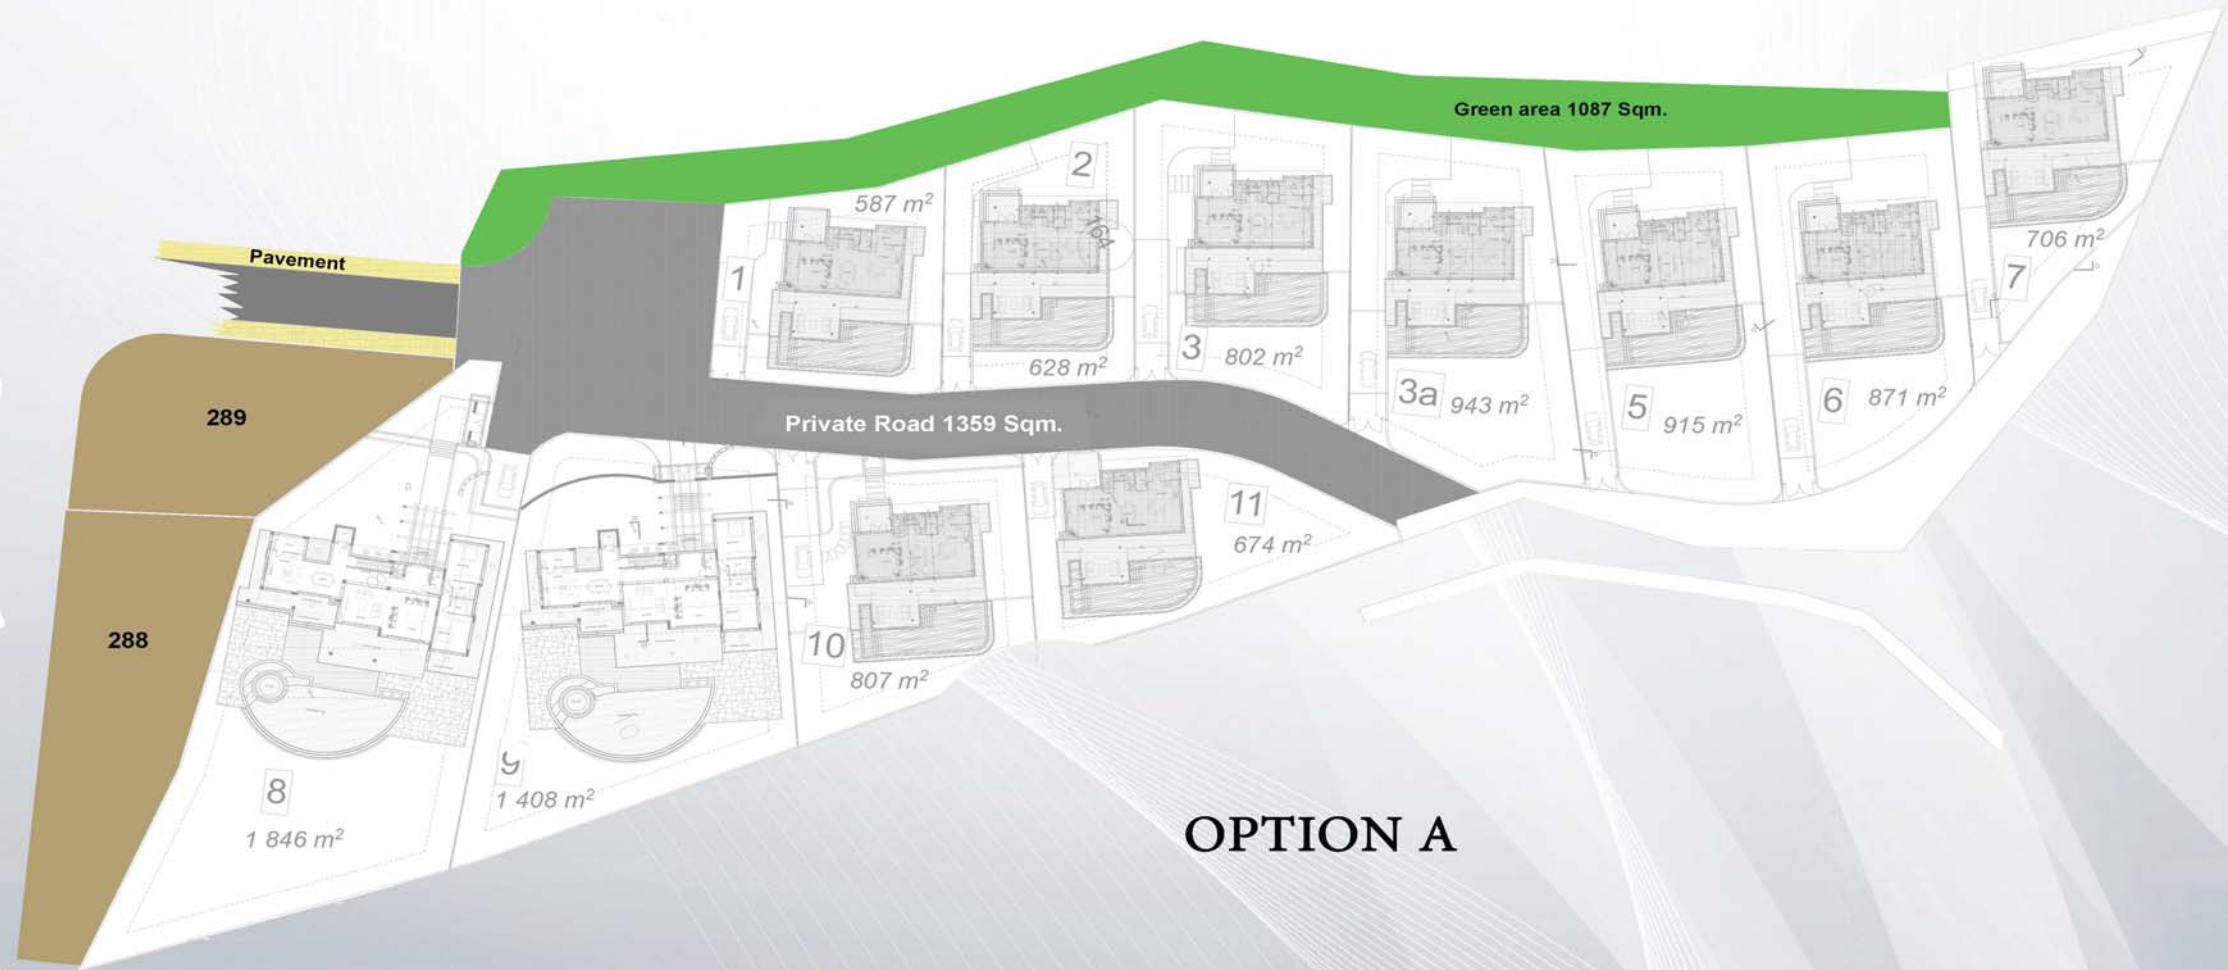 Green area 1087 Sqm.
2
587 m²
164
706 m²
Pavement
1
7
628 m²
3
802 m²
3a
943 m²
5
915 m²
6
871 m²
289
Private Road 1359 Sqm.
11
674 m²
288
10
807 m²
9
1 408 m²
8
1 846 m²
OPTION A